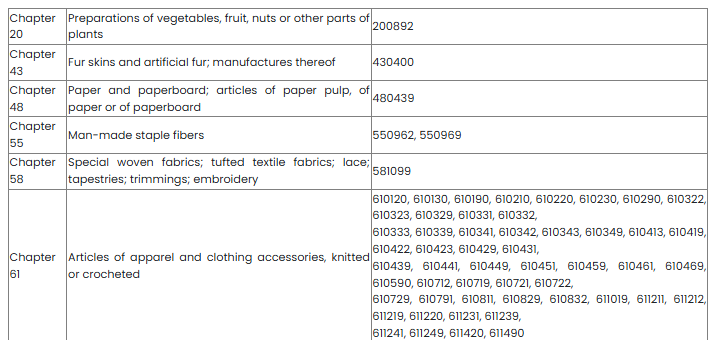 Chapter 20 Preparations of vegetables, fruit, nuts or other parts of plants 200892
Chapter 43 Fur skins and artificial fur; manufactures thereof 430400
Chapter 48 Paper and paperboard; articles of paper pulp, of paper or of paperboard 480439
Chapter 55 Man-made staple fibers 550962, 550969
Chapter 58 Special woven fabrics; tufted textile fabrics; lace; tapestries; trimmings; embroidery 581099
Chapter 61 Articles of apparel and clothing accessories, knitted or crocheted
610120, 610130, 610190, 610210, 610220, 610230, 610290, 610322,
610323, 610329, 610331, 610332,
610333, 610339, 610341, 610342, 610343, 610349, 610413, 610419,
610422, 610423, 610429, 610431,
610439, 610441, 610449, 610451, 610459, 610461, 610469,
610590, 610712, 610719, 610721, 610722,
610729, 610791, 610811, 610829, 610832, 611019, 611211, 611212,
611219, 611220, 611231, 611239,
611241, 611249, 611420, 611490